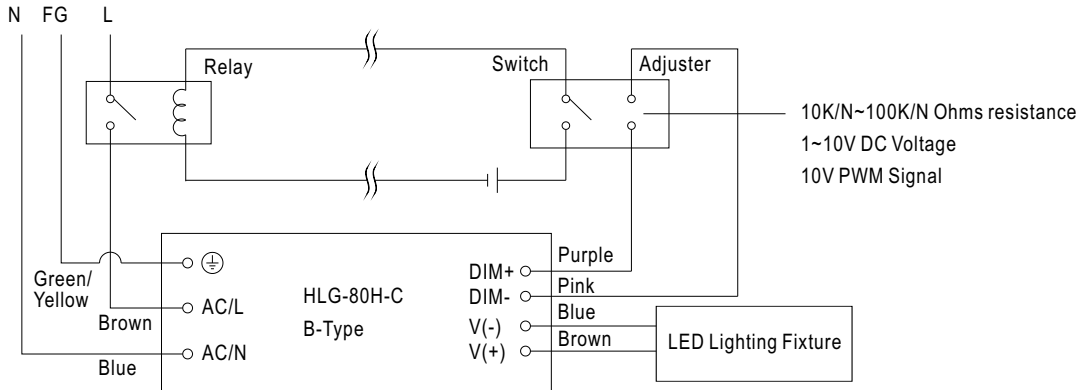 N FG L
Relay
Switch
Adjuster
10K/N~100K/N Ohms resistance
1~10V DC Voltage
10V PWM Signal
Green/
Yellow
Brown
Blue
AC/L
AC/N
HLG-80H-C
B-Type
DIM+
DIM-
V(-)
V(+)
Purple
Pink
Blue
Brown
LED Lighting Fixture